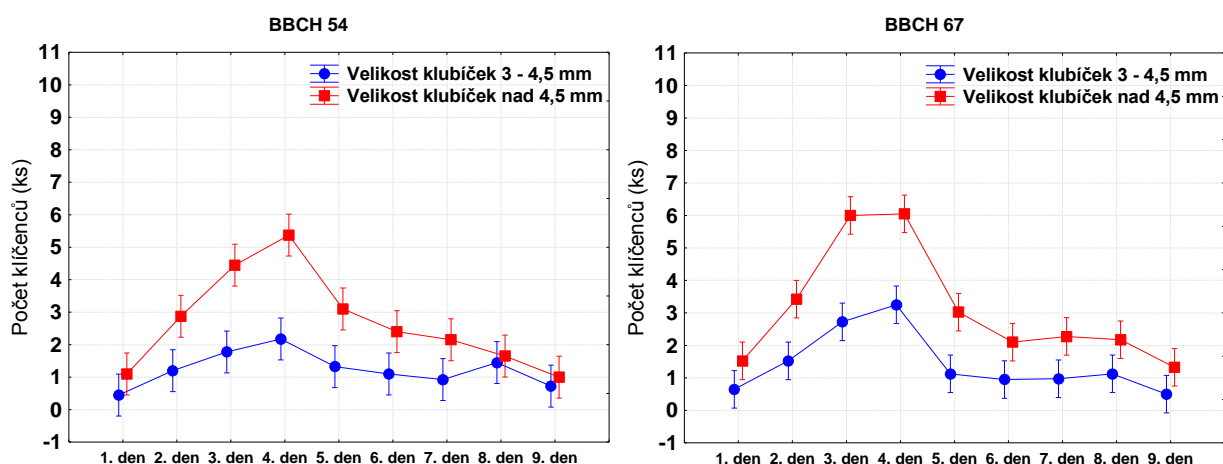 BBCH 54
11
10
9
8
7
6
5
4
3
2
1
0
-1
Počet klíčenců (ks)
Velikost klubíček 3 - 4,5 mm
Velikost klubíček nad 4,5 mm
1. den 2. den 3. den 4. den 5. den 6. den 7. den 8. den 9. den
BBCH 67
11
10
9
8
7
6
5
4
3
2
1
0
-1
Počet klíčenců (ks)
Velikost klubíček 3 - 4,5 mm
Velikost klubíček nad 4,5 mm
1. den 2. den 3. den 4. den 5. den 6. den 7. den 8. den 9. den